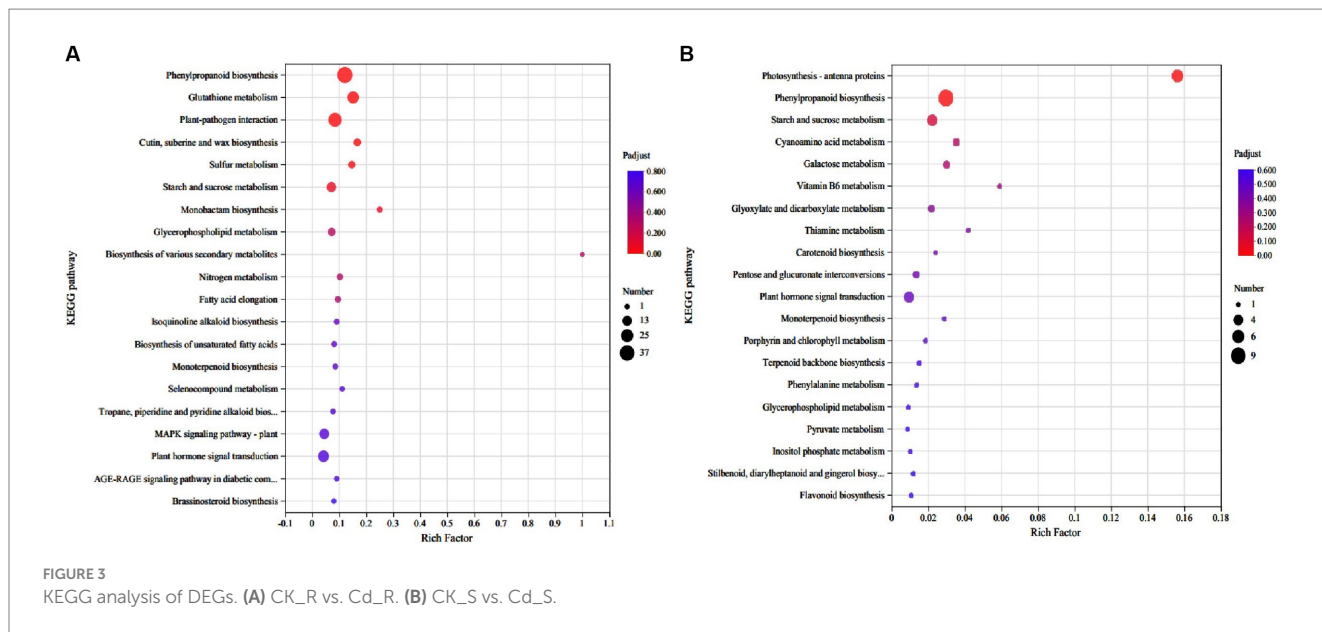 A
Phenylpropanoid biosynthesis
Glutathione metabolism
Plant-pathogen interaction
Cutin, suberine and wax biosynthesis
Sulfur metabolism
Starch and sucrose metabolism
Monobactam biosynthesis
Glycerophospholipid metabolism
Biosynthesis of various secondary metabolites
Nitrogen metabolism
Fatty acid elongation
Isoquinoline alkaloid biosynthesis
Biosynthesis of unsaturated fatty acids
Monoterpenoid biosynthesis
Selenocompound metabolism
Tropane, piperidine and pyridine alkaloid bios...
MAPK signaling pathway - plant
Plant hormone signal transduction
AGE-RAGE signaling pathway in diabetic com...
Brassinosteroid biosynthesis
KEGG pathway
-0.1 0 0.1 0.2 0.3 0.4 0.5 0.6 0.7 0.8 0.9 1 1.1
Rich Factor
Padjust
0.800
0.600
0.400
0.200
0.00
Number
1
13
25
37
B
Photosynthesis - antenna proteins
Phenylpropanoid biosynthesis
Starch and sucrose metabolism
Cyanoamino acid metabolism
Galactose metabolism
Vitamin B6 metabolism
Glyoxylate and dicarboxylate metabolism
Thiamine metabolism
Carotenoid biosynthesis
Pentose and glucuronate interconversions
Plant hormone signal transduction
Monoterpenoid biosynthesis
Porphyrin and chlorophyll metabolism
Terpenoid backbone biosynthesis
Phenylalanine metabolism
Glycerophospholipid metabolism
Pyruvate metabolism
Inositol phosphate metabolism
Stilbenoid, diarylheptanoid and gingerol biosy...
Flavonoid biosynthesis
KEGG pathway
0 0.02 0.04 0.06 0.08 0.1 0.12 0.14 0.16 0.18
Rich Factor
Padjust
0.600
0.500
0.400
0.300
0.200
0.100
0.00
Number
1
4
6
9
FIGURE 3
KEGG analysis of DEGs. (A) CK_R vs. Cd_R. (B) CK_S vs. Cd_S.